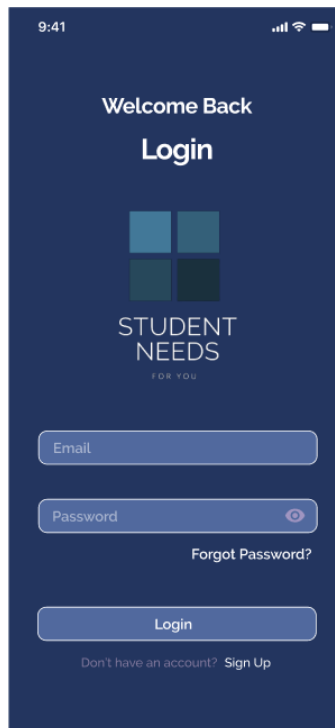 9:41
Welcome Back
Login
STUDENT
NEEDS
FOR YOU
Email
Password
Forgot Password?
Login
Don't have an account? Sign Up